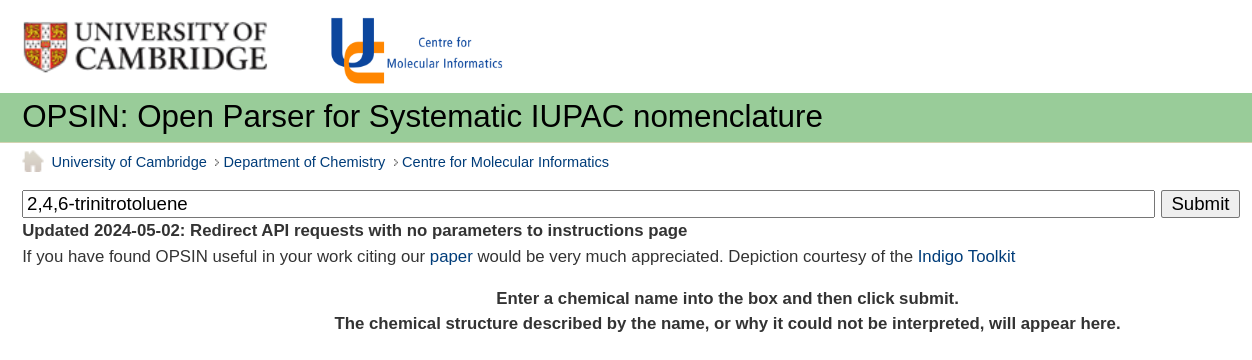 UNIVERSITY OF
CAMBRIDGE
Centre for
Molecular Informatics
OPSIN: Open Parser for Systematic IUPAC nomenclature
University of Cambridge > Department of Chemistry > Centre for Molecular Informatics
2,4,6-trinitrotoluene Submit
Updated 2024-05-02: Redirect API requests with no parameters to instructions page
If you have found OPSIN useful in your work citing our paper would be very much appreciated. Depiction courtesy of the Indigo Toolkit
Enter a chemical name into the box and then click submit.
The chemical structure described by the name, or why it could not be interpreted, will appear here.